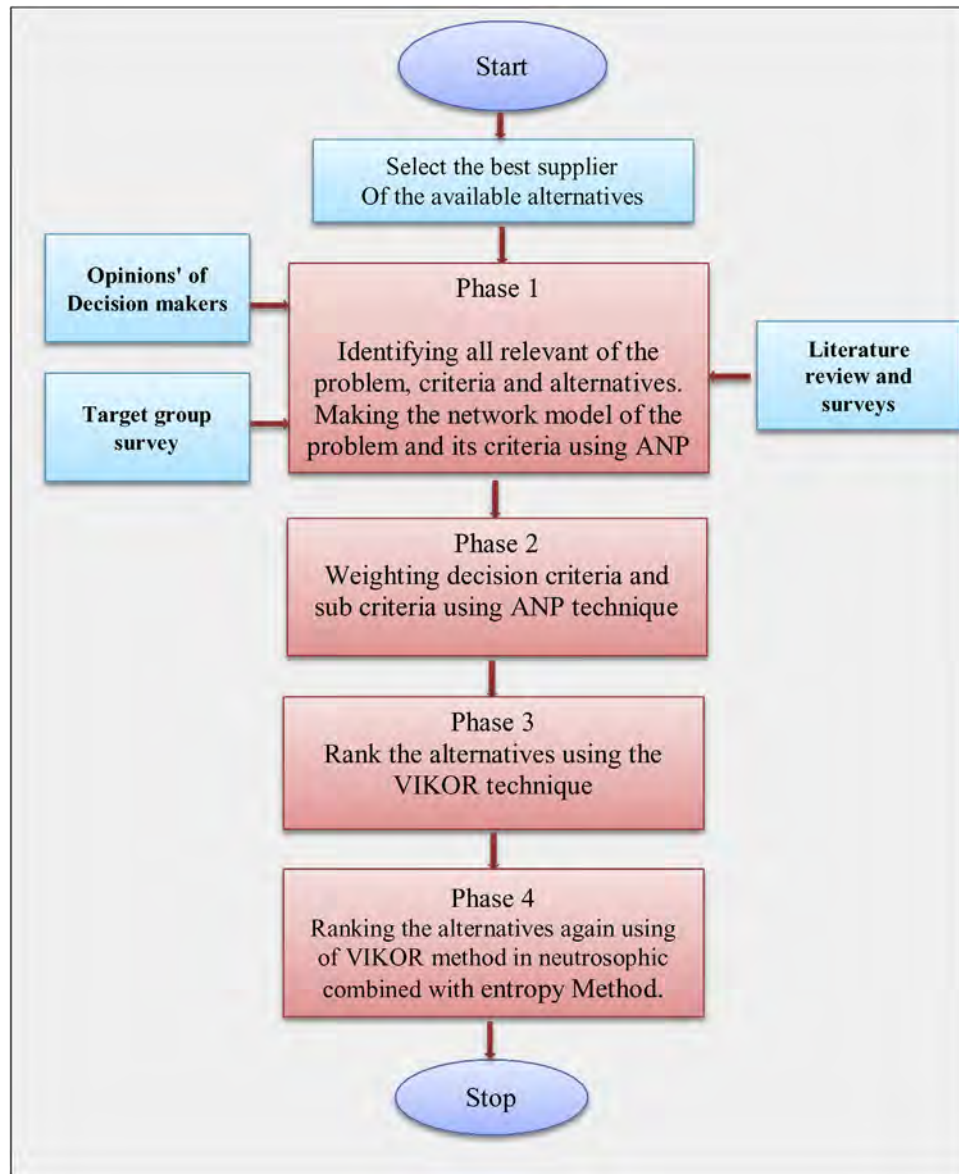 Start
Select the best supplier
Of the available alternatives
Opinions' of
Decision makers
Target group
survey
Phase 1
Identifying all relevant of the
problem, criteria and alternatives.
Making the network model of the
problem and its criteria using ANP
Literature
review and
surveys
Phase 2
Weighting decision criteria and
sub criteria using ANP technique
Phase 3
Rank the alternatives using the
VIKOR technique
Phase 4
Ranking the alternatives again using
of VIKOR method in neutrosophic
combined with entropy Method.
Stop